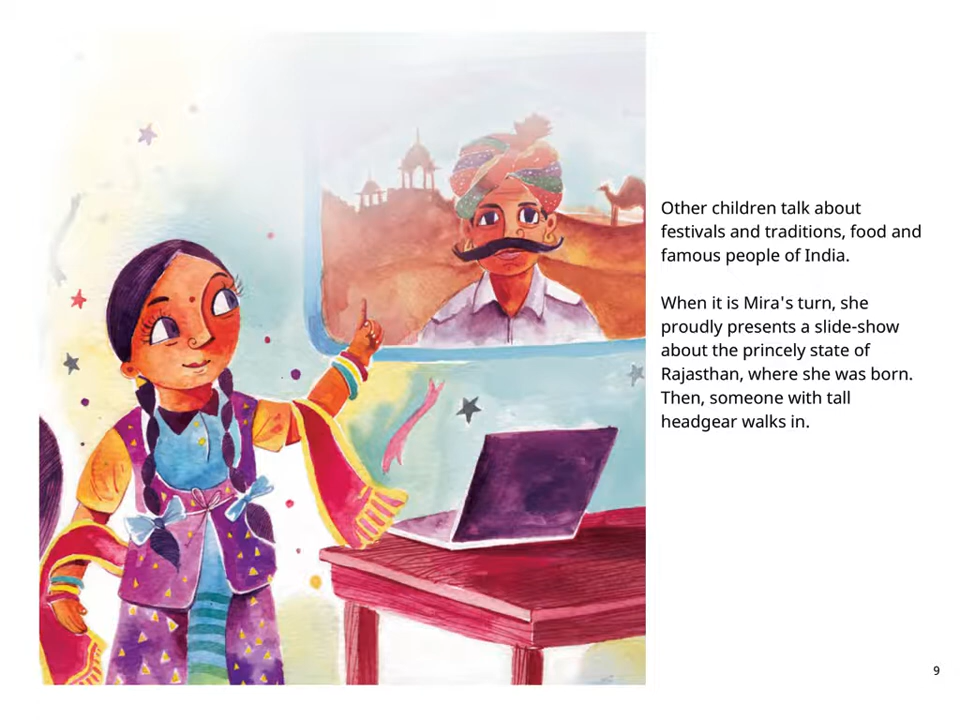 Other children talk about
festivals and traditions, food and
famous people of India.
When it is Mira's turn, she
proudly presents a slide-show
about the princely state of
Rajasthan, where she was born.
Then, someone with tall
headgear walks in.
9